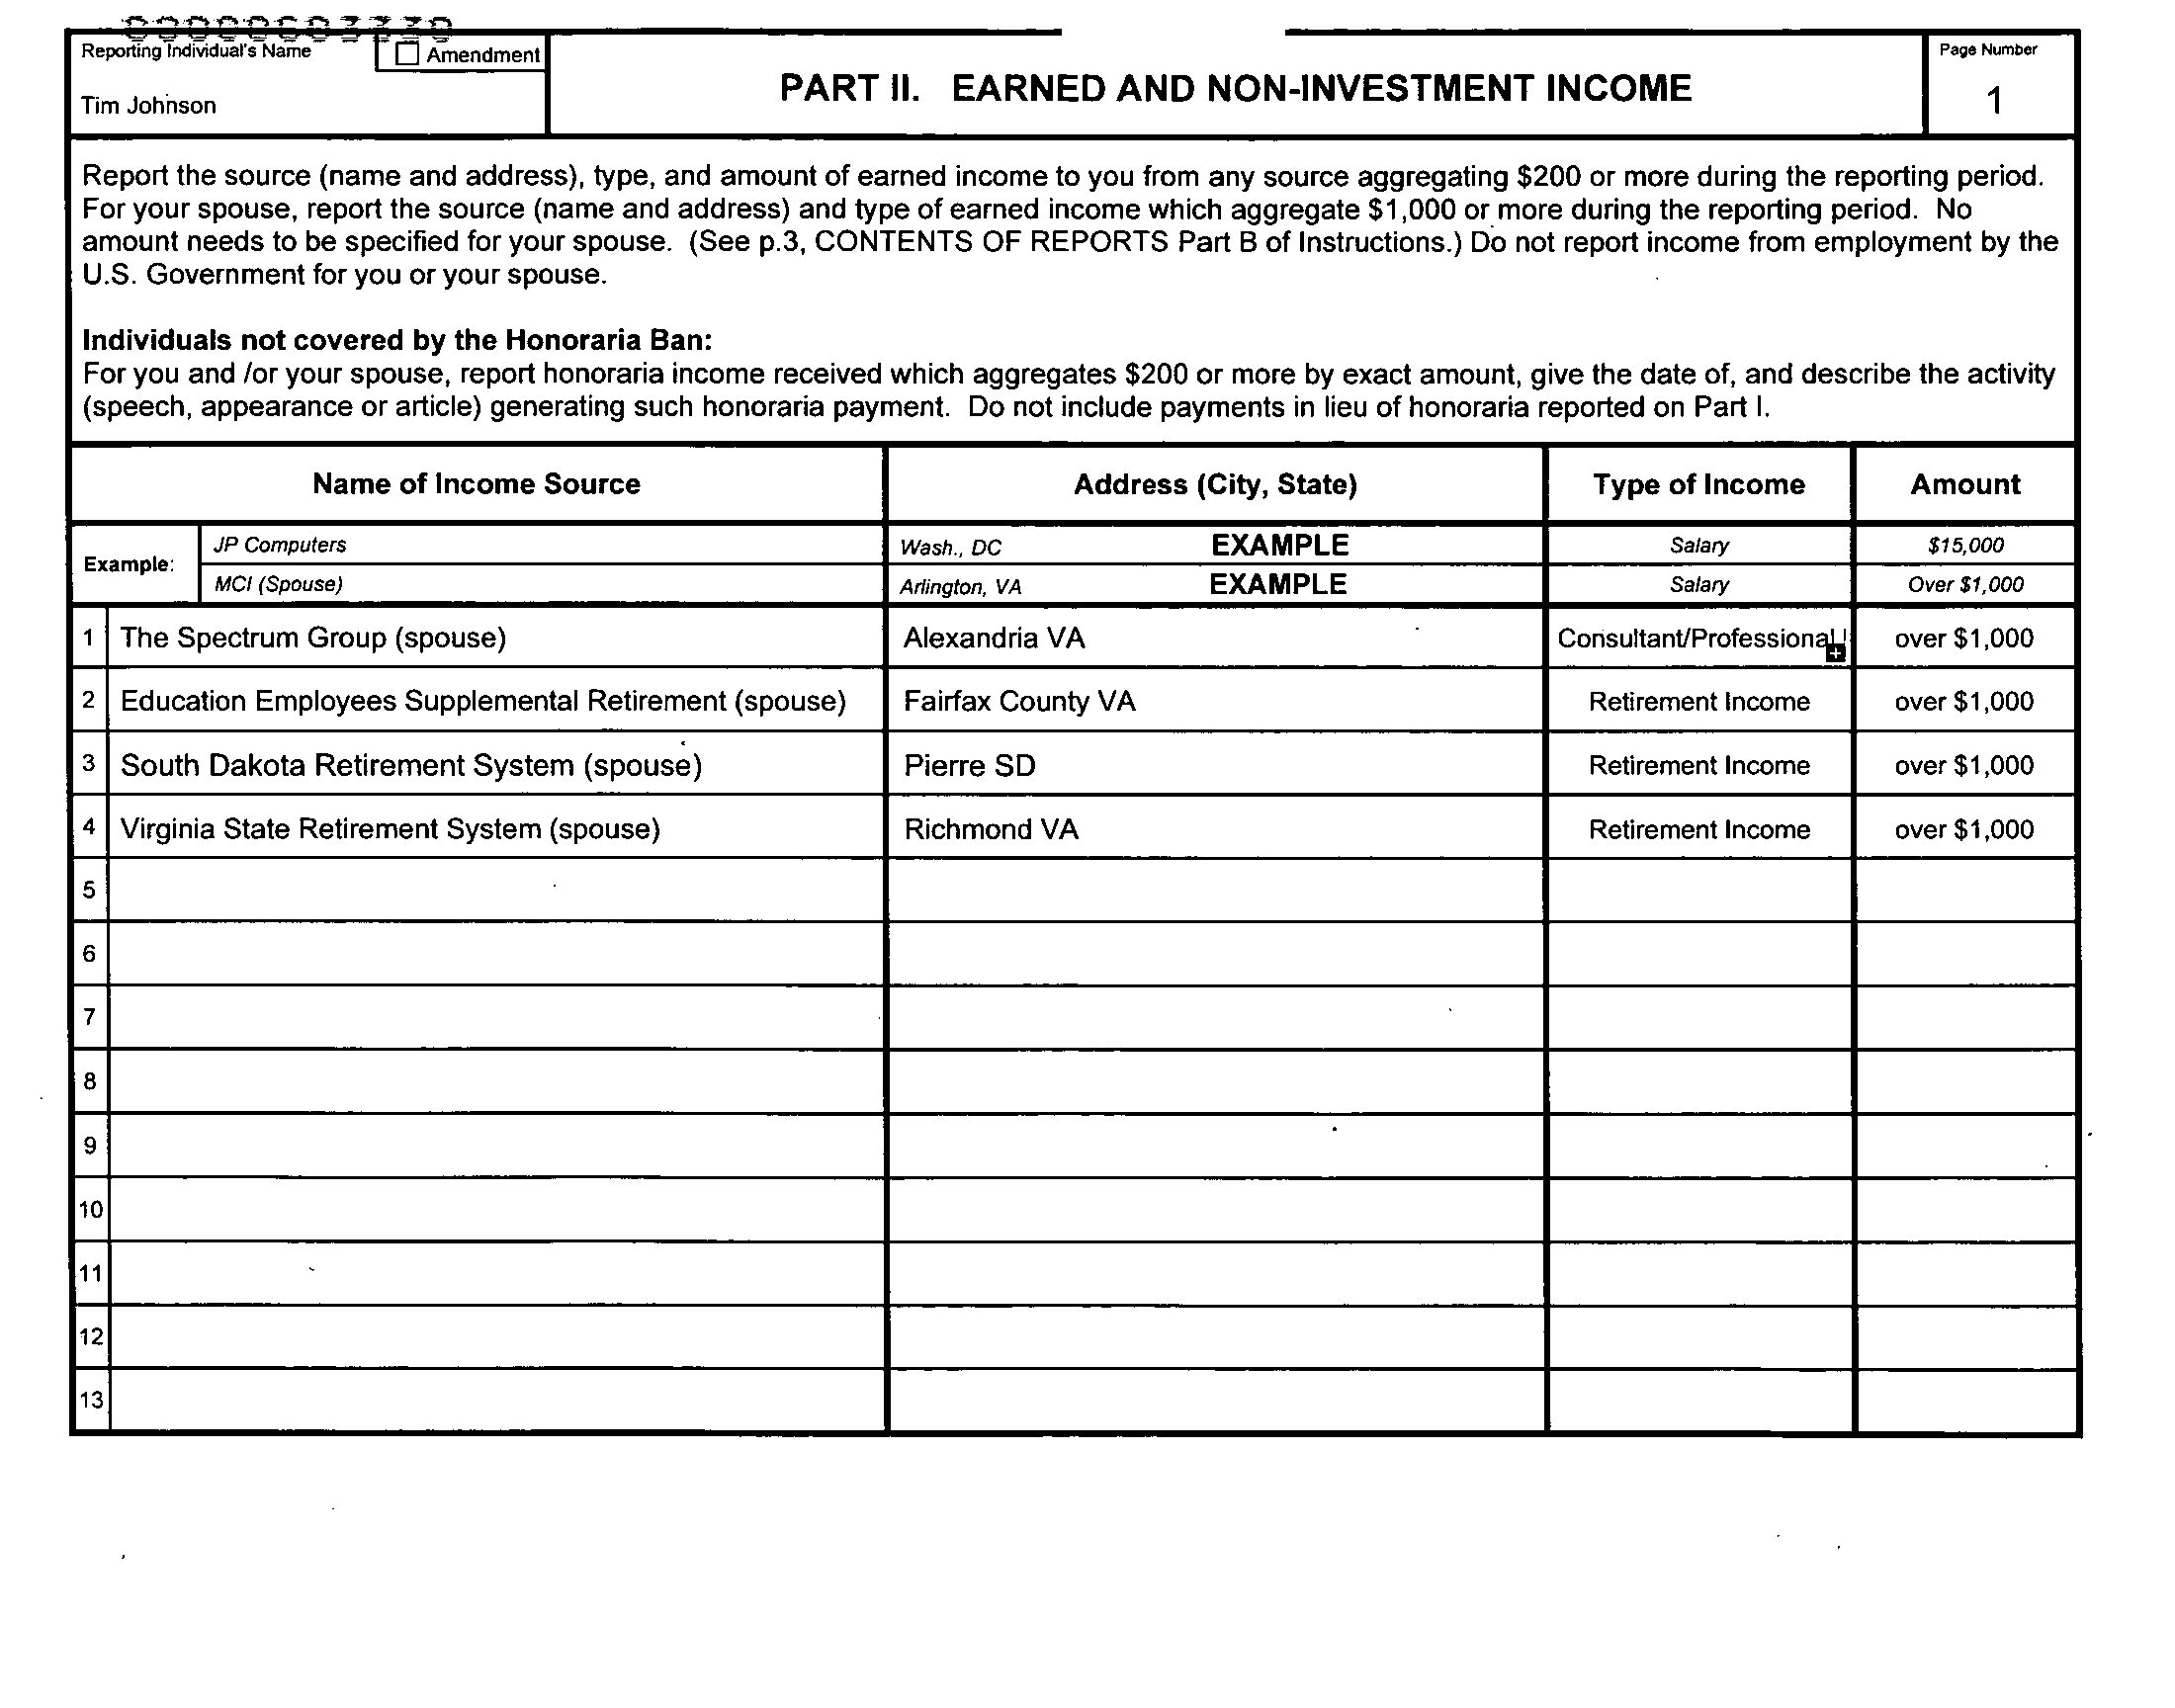 Reporting Individual's Name
Amendment
Tim Johnson
PART II. EARNED AND NON-INVESTMENT INCOME
Page Number
1
Report the source (name and address), type, and amount of earned income to you from any source aggregating $200 or more during the reporting period.
For your spouse, report the source (name and address) and type of earned income which aggregate $1,000 or more during the reporting period. No
amount needs to be specified for your spouse. (See p.3, CONTENTS OF REPORTS Part B of Instructions.) Do not report income from employment by the
U.S. Government for you or your spouse.
Individuals not covered by the Honoraria Ban:
For you and /or your spouse, report honoraria income received which aggregates $200 or more by exact amount, give the date of, and describe the activity
(speech, appearance or article) generating such honoraria payment. Do not include payments in lieu of honoraria reported on Part I.
Name of Income Source Address (City, State) Type of Income Amount
Example:
JP Computers Wash., DC EXAMPLE Salary $15,000
MCI (Spouse) Arlington, VA EXAMPLE Salary Over $1,000
1 The Spectrum Group (spouse) Alexandria VA Consultant/Professional over $1,000
2 Education Employees Supplemental Retirement (spouse) Fairfax County VA Retirement Income over $1,000
3 South Dakota Retirement System (spouse) Pierre SD Retirement Income over $1,000
4 Virginia State Retirement System (spouse) Richmond VA Retirement Income over $1,000
5
6
7
8
9
10
11
12
13